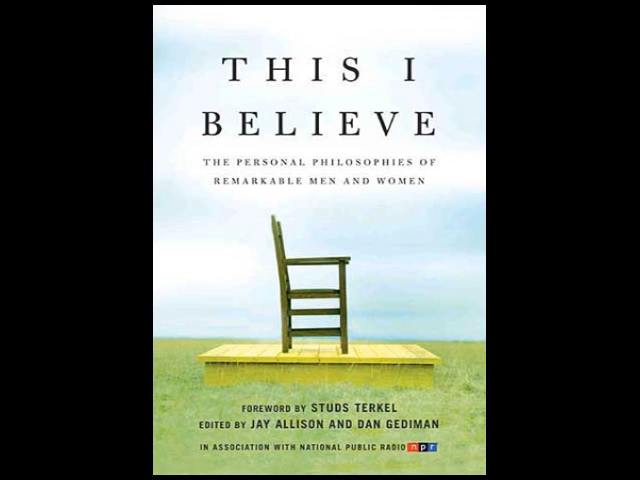 THIS I
BELIEVE
THE PERSONAL PHILOSOPHIES OF
REMARKABLE MEN AND WOMEN
FOREWORD BY STUDS TERKEL
EDITED BY JAY ALLISON AND DAN GEDIMAN
IN ASSOCIATION WITH NATIONAL PUBLIC RADIO npr